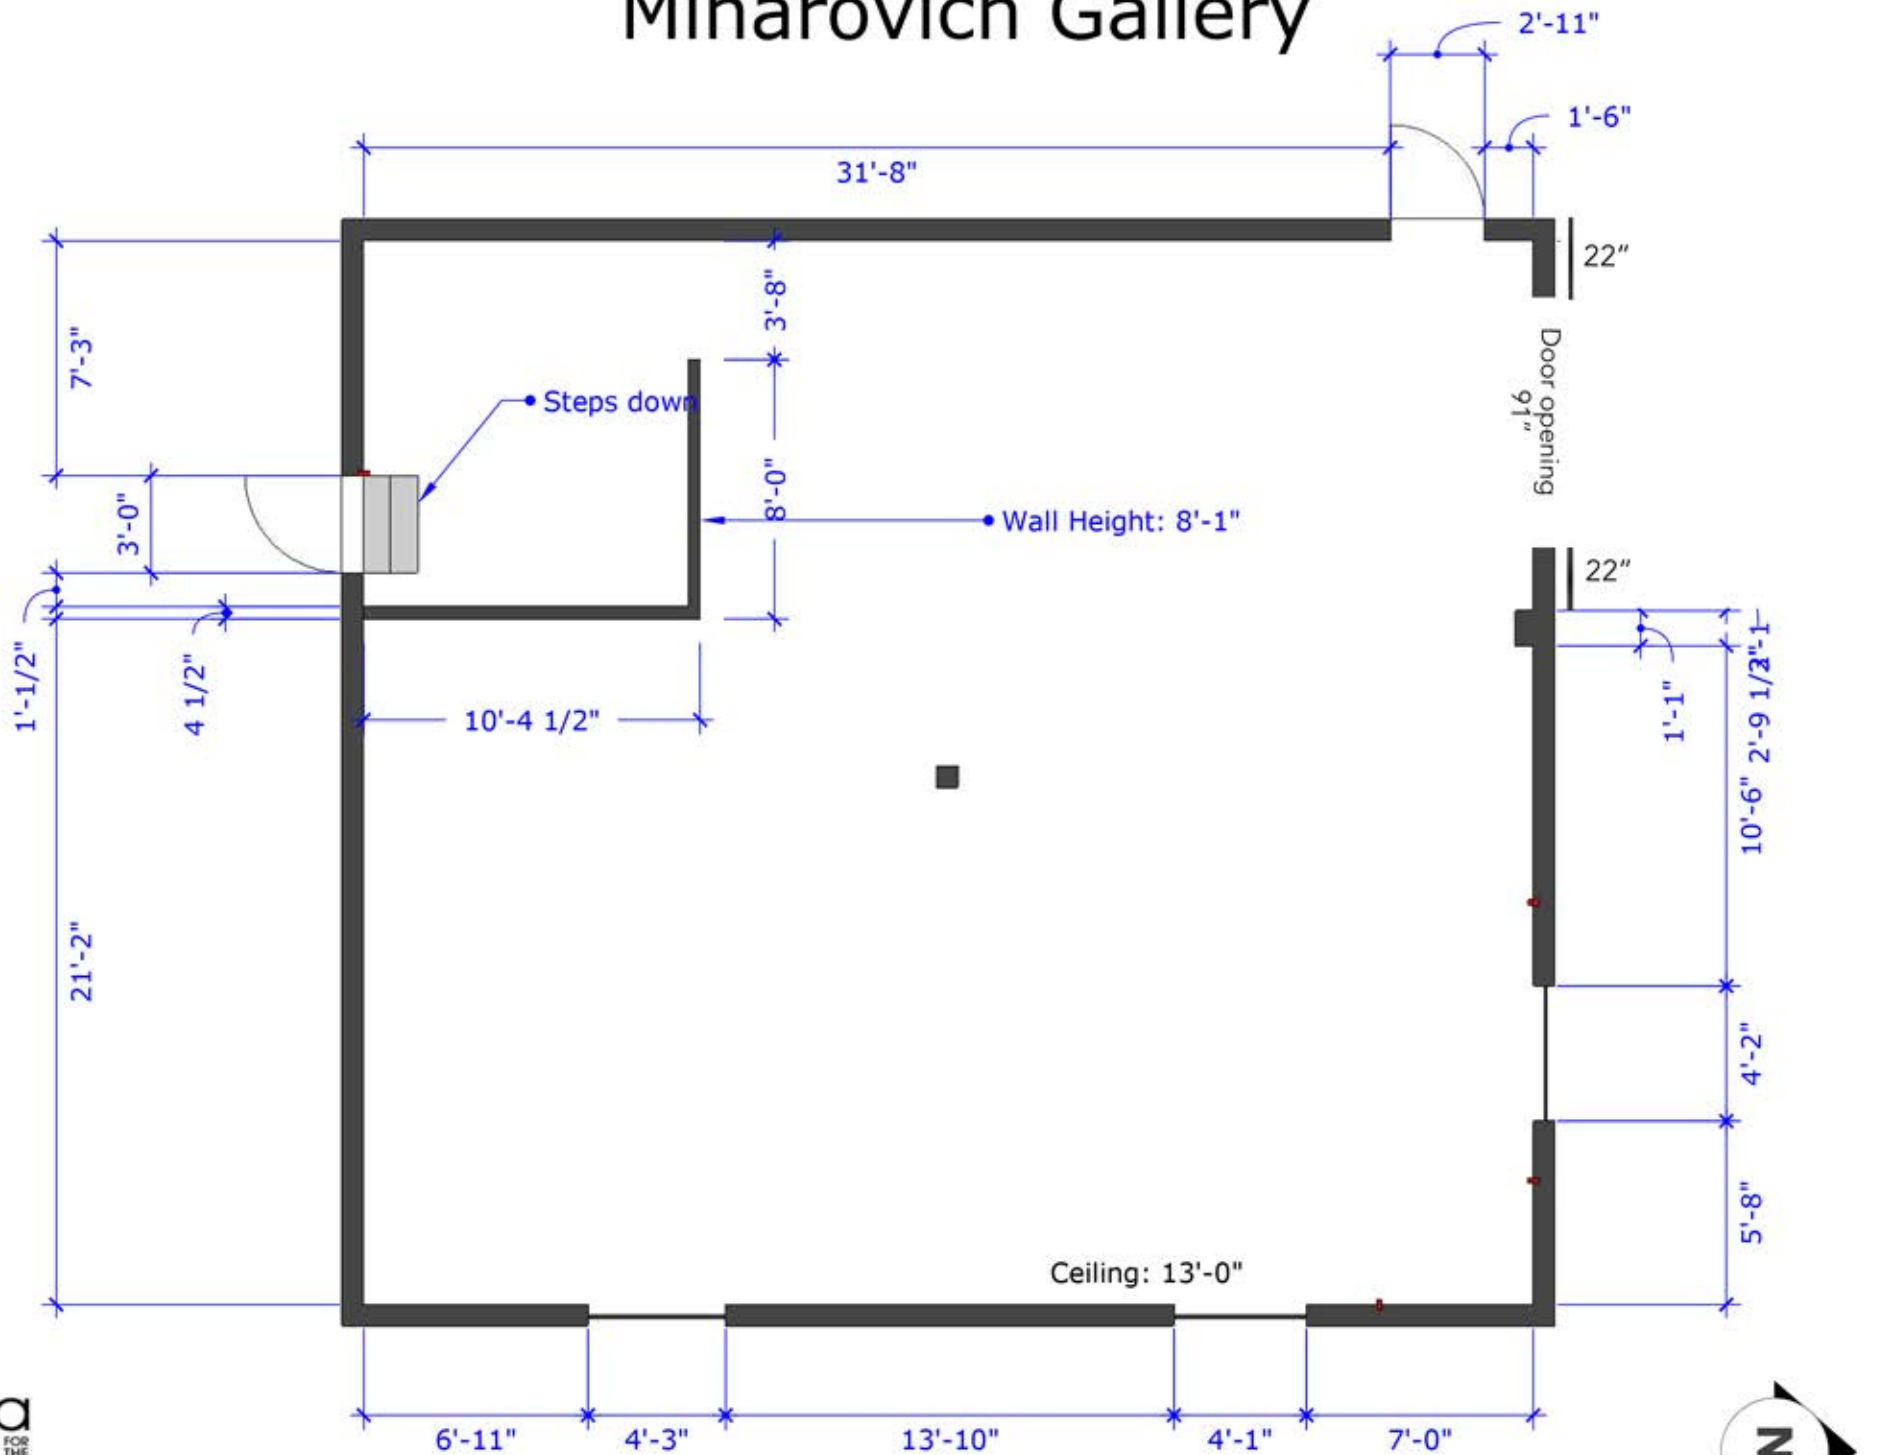 Minarovich Gallery
2'-11"
1'-6"
31'-8"
22”
3'-8"
7'-3"
Door opening
91”
Steps down
8'-0"
Wall Height: 8'-1"
3'-0"
22”
1'-1/2"
4 1/2"
10'-4 1/2"
1'-1"
2'-9 1/2"
10'-6"
21'-2"
4'-2"
5'-8"
Ceiling: 13'-0"
6'-11"
4'-3"
13'-10"
4'-1"
7'-0"
a
FOR
THE
N